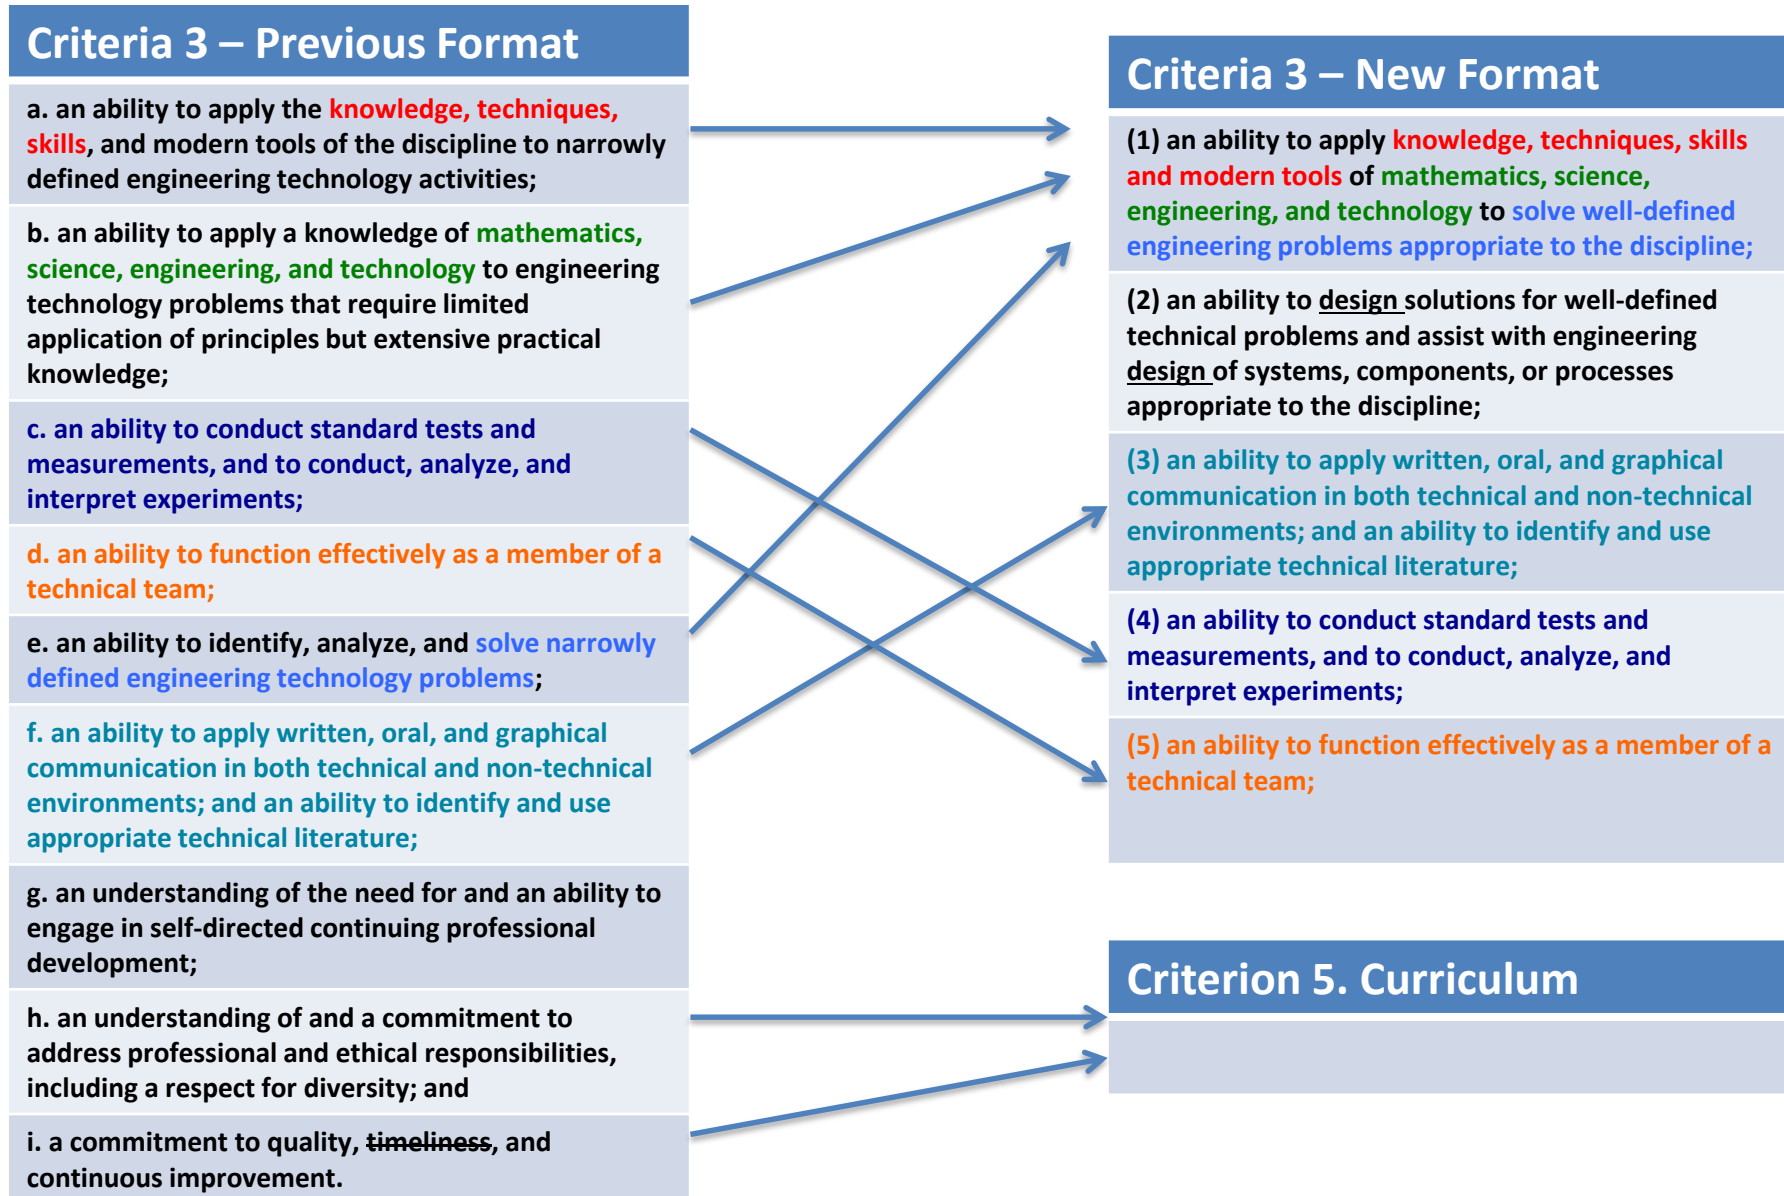 Criteria 3 – Previous Format
a. an ability to apply the knowledge, techniques,
skills, and modern tools of the discipline to narrowly
defined engineering technology activities;
b. an ability to apply a knowledge of mathematics,
science, engineering, and technology to engineering
technology problems that require limited
application of principles but extensive practical
knowledge;
c. an ability to conduct standard tests and
measurements, and to conduct, analyze, and
interpret experiments;
d. an ability to function effectively as a member of a
technical team;
e. an ability to identify, analyze, and solve narrowly
defined engineering technology problems;
f. an ability to apply written, oral, and graphical
communication in both technical and non-technical
environments; and an ability to identify and use
appropriate technical literature;
g. an understanding of the need for and an ability to
engage in self-directed continuing professional
development;
h. an understanding of and a commitment to
address professional and ethical responsibilities,
including a respect for diversity; and
i. a commitment to quality, timeliness, and
continuous improvement.
Criteria 3 – New Format
(1) an ability to apply knowledge, techniques, skills
and modern tools of mathematics, science,
engineering, and technology to solve well-defined
engineering problems appropriate to the discipline;
(2) an ability to design solutions for well-defined
technical problems and assist with engineering
design of systems, components, or processes
appropriate to the discipline;
(3) an ability to apply written, oral, and graphical
communication in both technical and non-technical
environments; and an ability to identify and use
appropriate technical literature;
(4) an ability to conduct standard tests and
measurements, and to conduct, analyze, and
interpret experiments;
(5) an ability to function effectively as a member of a
technical team;
Criterion 5. Curriculum